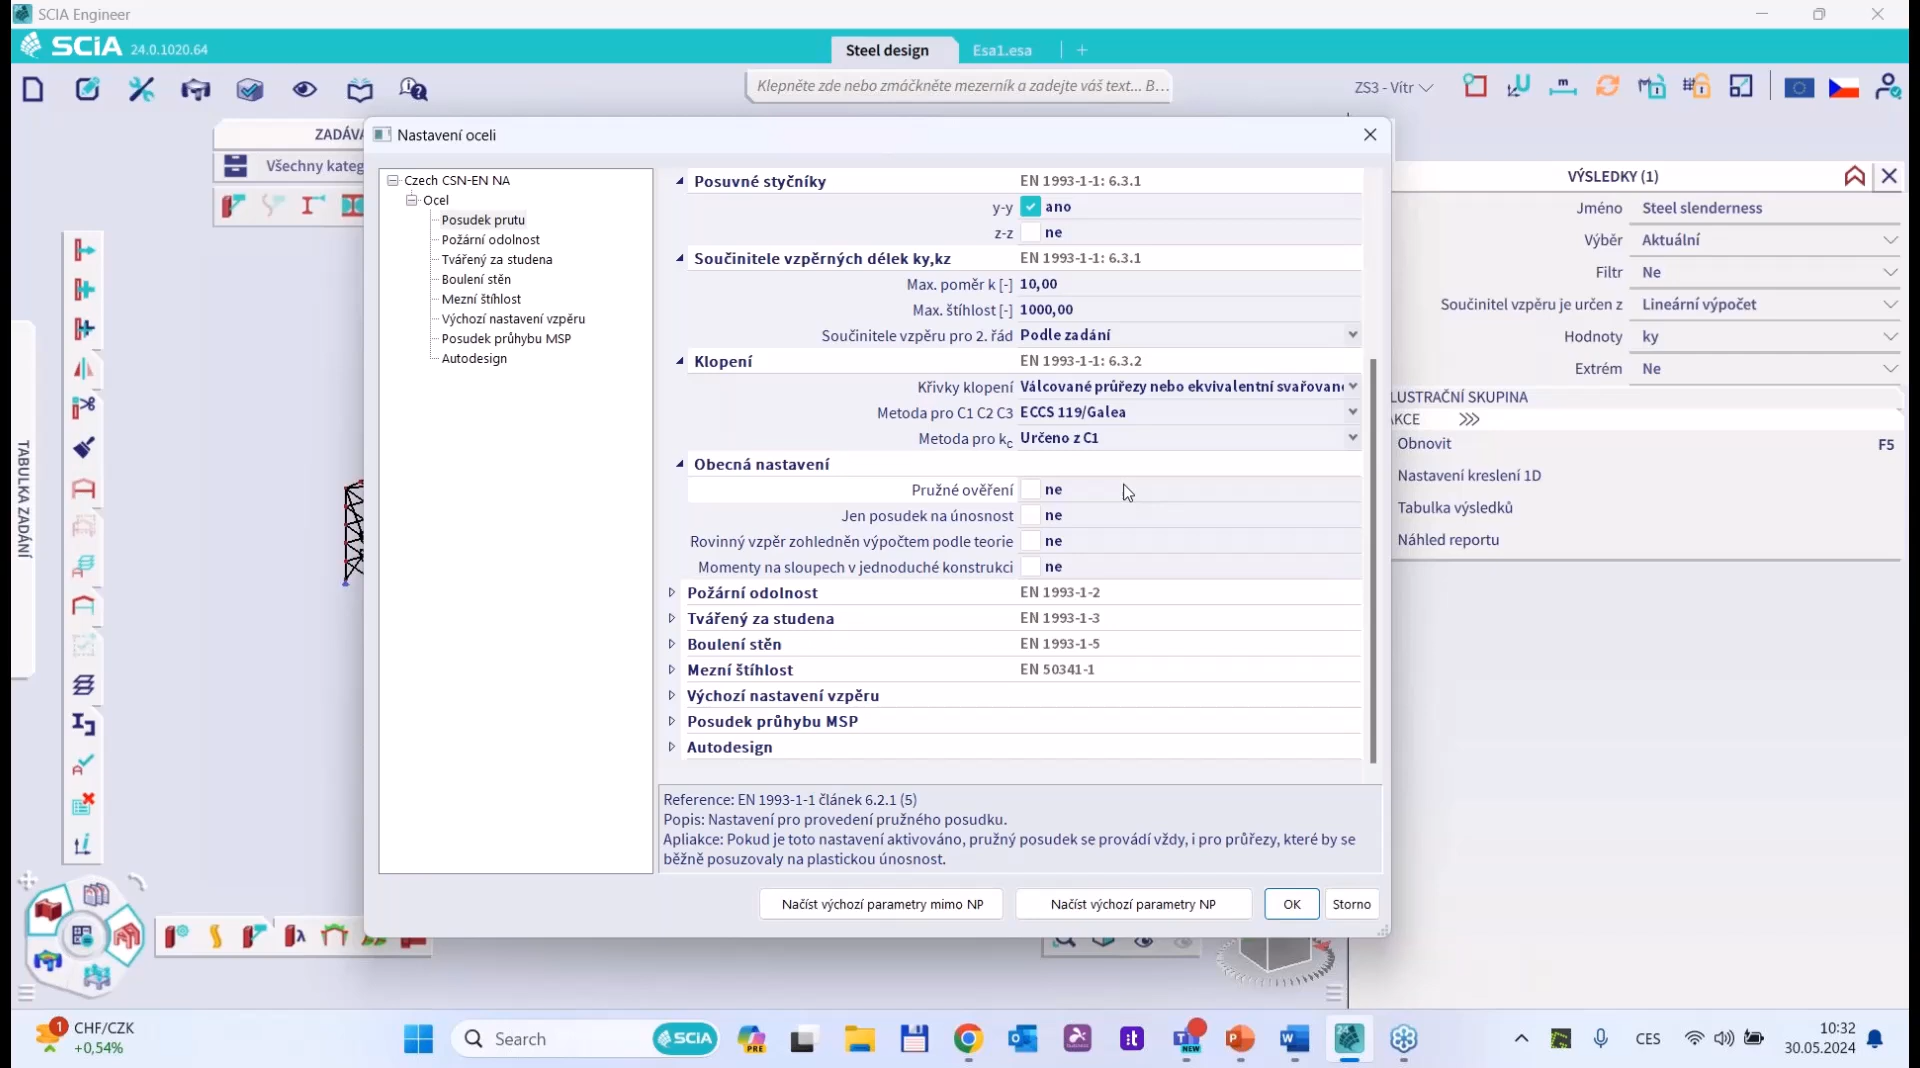 SCIA Engineer
SCIA 24.0.1020.64
Steel design
Esa1.esa
+
Klepněte zde nebo zmáčkněte mezerník a zadejte váš text... B...
ZS3 - Vítr
ZADÁVÁ
Všechny kateg
Nastavení oceli
Czech CSN-EN NA
Ocel
Posudek prutu
Požární odolnost
Tvářený za studena
Boulení stěn
Mezní štíhlost
Výchozí nastavení vzpěru
Posudek průhybu MSP
Autodesign
Posuvné styčníky EN 1993-1-1: 6.3.1
y-y ano
z-z ne
Součinitele vzpěrných délek ky,kz EN 1993-1-1: 6.3.1
Max. poměr k [-] 10,00
Max. štíhlost [-] 1000,00
Součinitele vzpěru pro 2. řád Podle zadání
Klopení EN 1993-1-1: 6.3.2
Křivky klopení Válcované průřezy nebo ekvivalentní svařovan
Metoda pro C1 C2 C3 ECCS 119/Galea
Metoda pro kc Určeno z C1
Obecná nastavení
Pružné ověření ne
Jen posudek na únosnost ne
Rovinný vzpěr zohledněn výpočtem podle teorie ne
Momenty na sloupech v jednoduché konstrukci ne
Požární odolnost EN 1993-1-2
Tvářený za studena EN 1993-1-3
Boulení stěn EN 1993-1-5
Mezní štíhlost EN 50341-1
Výchozí nastavení vzpěru
Posudek průhybu MSP
Autodesign
Reference: EN 1993-1-1 článek 6.2.1 (5)
Popis: Nastavení pro provedení pružného posudku.
Apliakce: Pokud je toto nastavení aktivováno, pružný posudek se provádí vždy, i pro průřezy, které by se
běžně posuzovaly na plastickou únosnost.
Načíst výchozí parametry mimo NP
Načíst výchozí parametry NP
OK
Storno
VÝSLEDKY (1)
Jméno Steel slenderness
Výběr Aktuální
Filtr Ne
Součinitel vzpěru je určen z Lineární výpočet
Hodnoty ky
Extrém Ne
LUSTRAČNÍ SKUPINA
KCE >>>
Obnovit F5
Nastavení kreslení 1D
Tabulka výsledků
Náhled reportu
TABULKA ZADÁNÍ
1
CHF/CZK
+0,54%
Search
SCIA
PRE
NEW
CES
10:32
30.05.2024